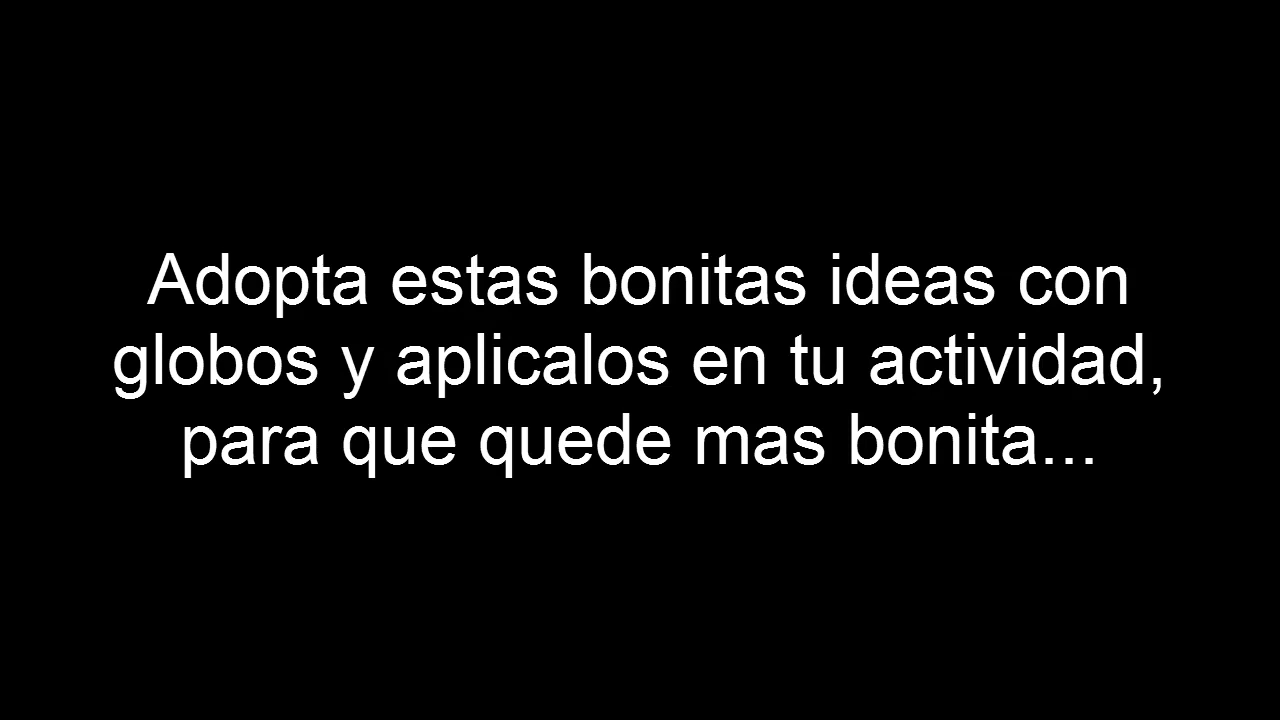 Adopta estas bonitas ideas con
globos y aplicalos en tu actividad,
para que quede mas bonita...